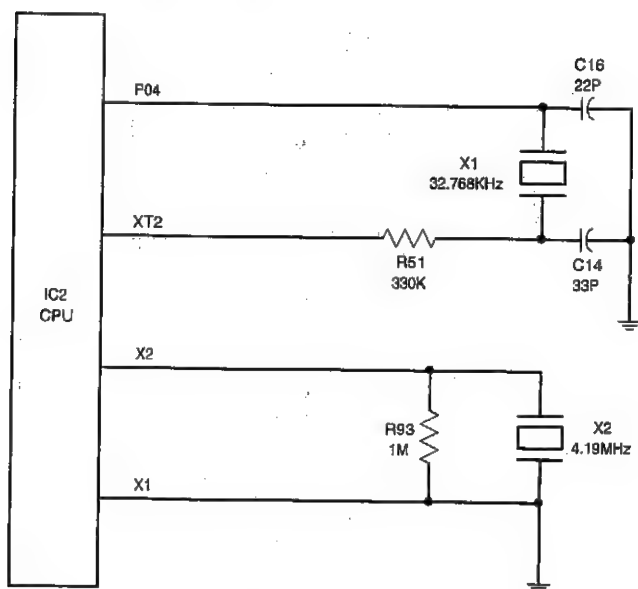 C16
22P
P04
X1
32.768KHz
XT2
R51
330K
C14
33P
IC2
CPU
X2
R93
1M
X2
4.19MHz
X1